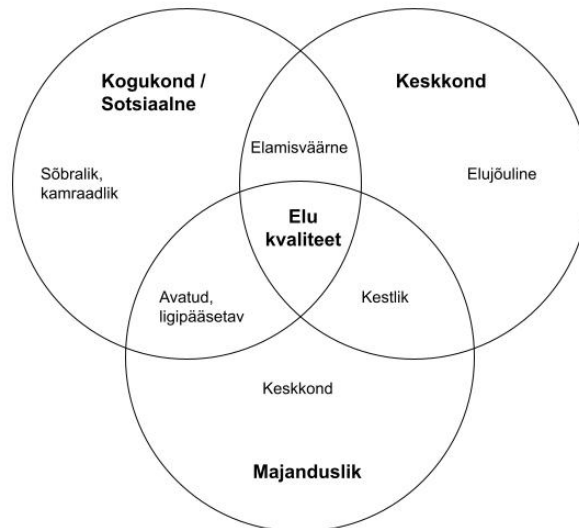 Kogukond /
Sotsiaalne
Keskkond
Elamisväärne
Sõbralik,
kamraadlik
Elujõuline
Elu
kvaliteet
Avatud,
ligipääsetav
Kestlik
Keskkond
Majanduslik